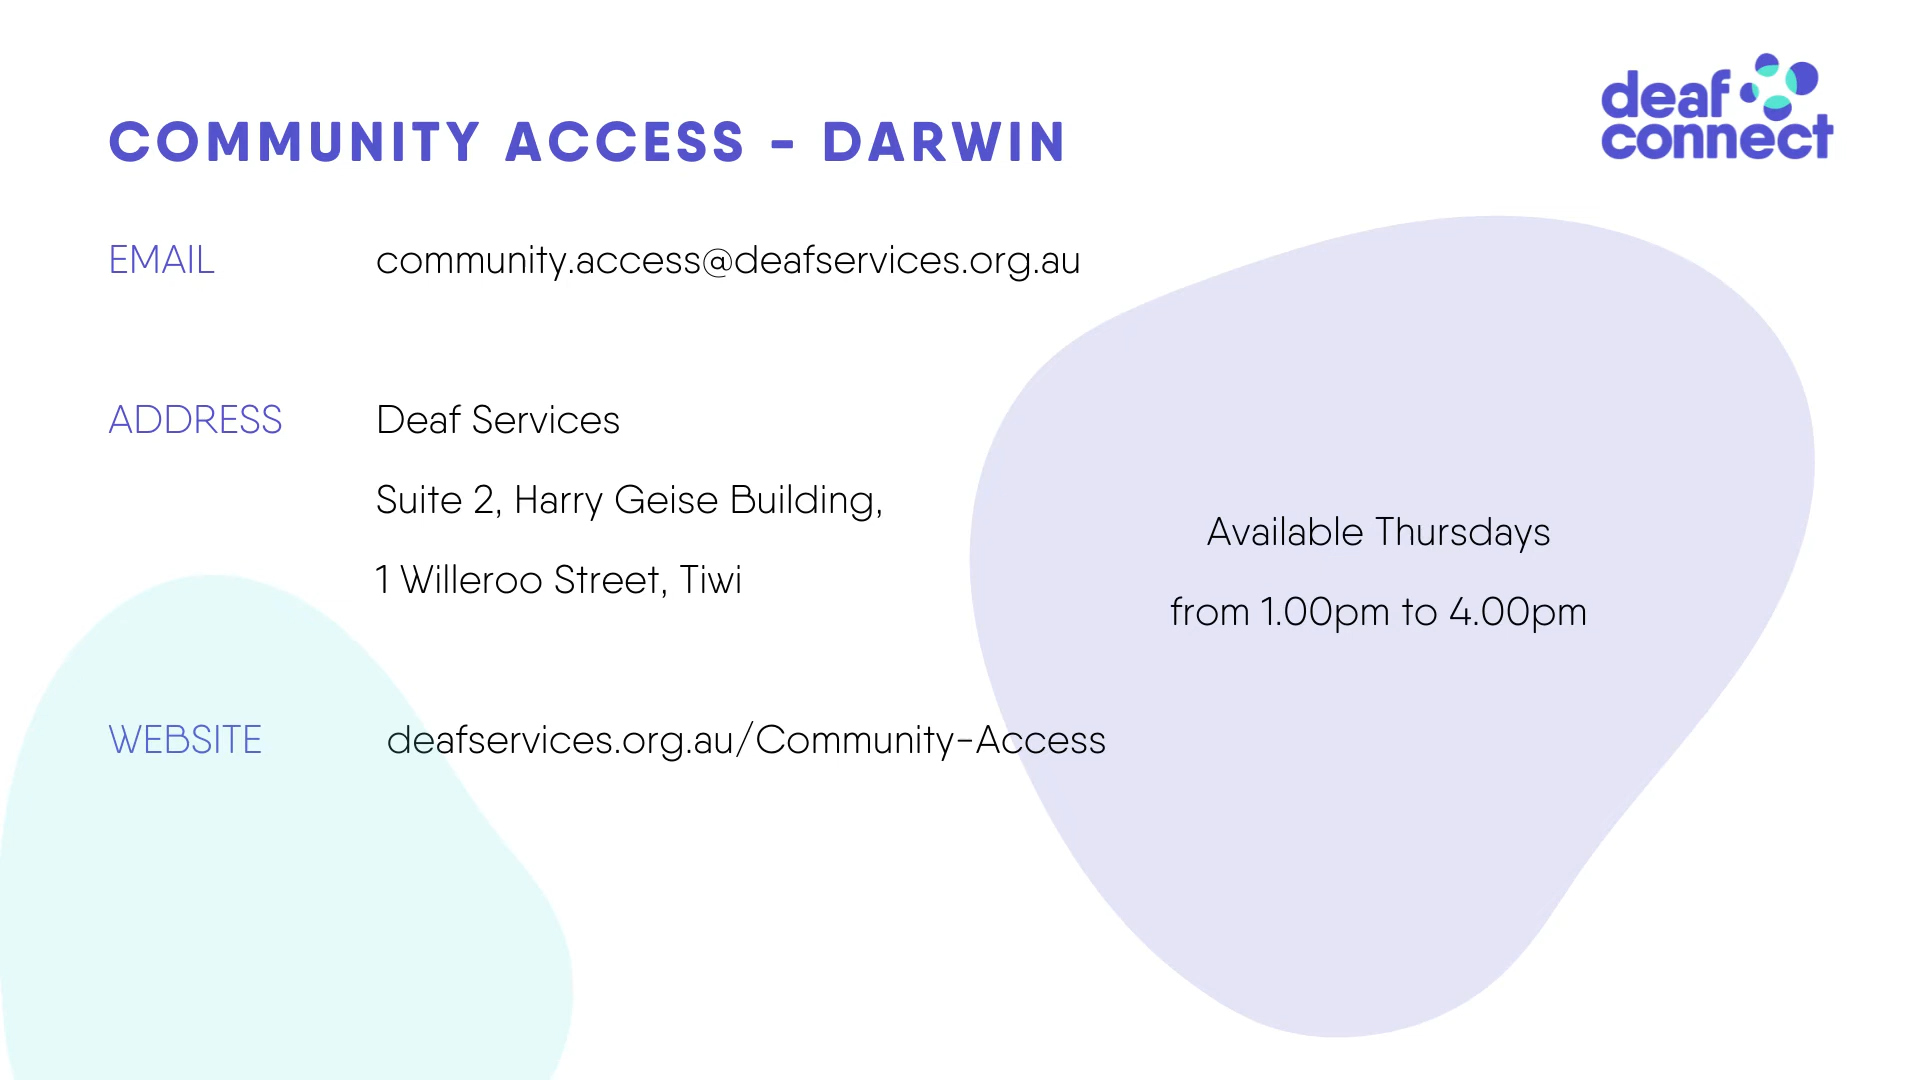 deaf
connect
COMMUNITY ACCESS - DARWIN
EMAIL community.access@deafservices.org.au
ADDRESS Deaf Services
Suite 2, Harry Geise Building,
1 Willeroo Street, Tiwi
Available Thursdays
from 1.00pm to 4.00pm
WEBSITE deafservices.org.au/Community-Access